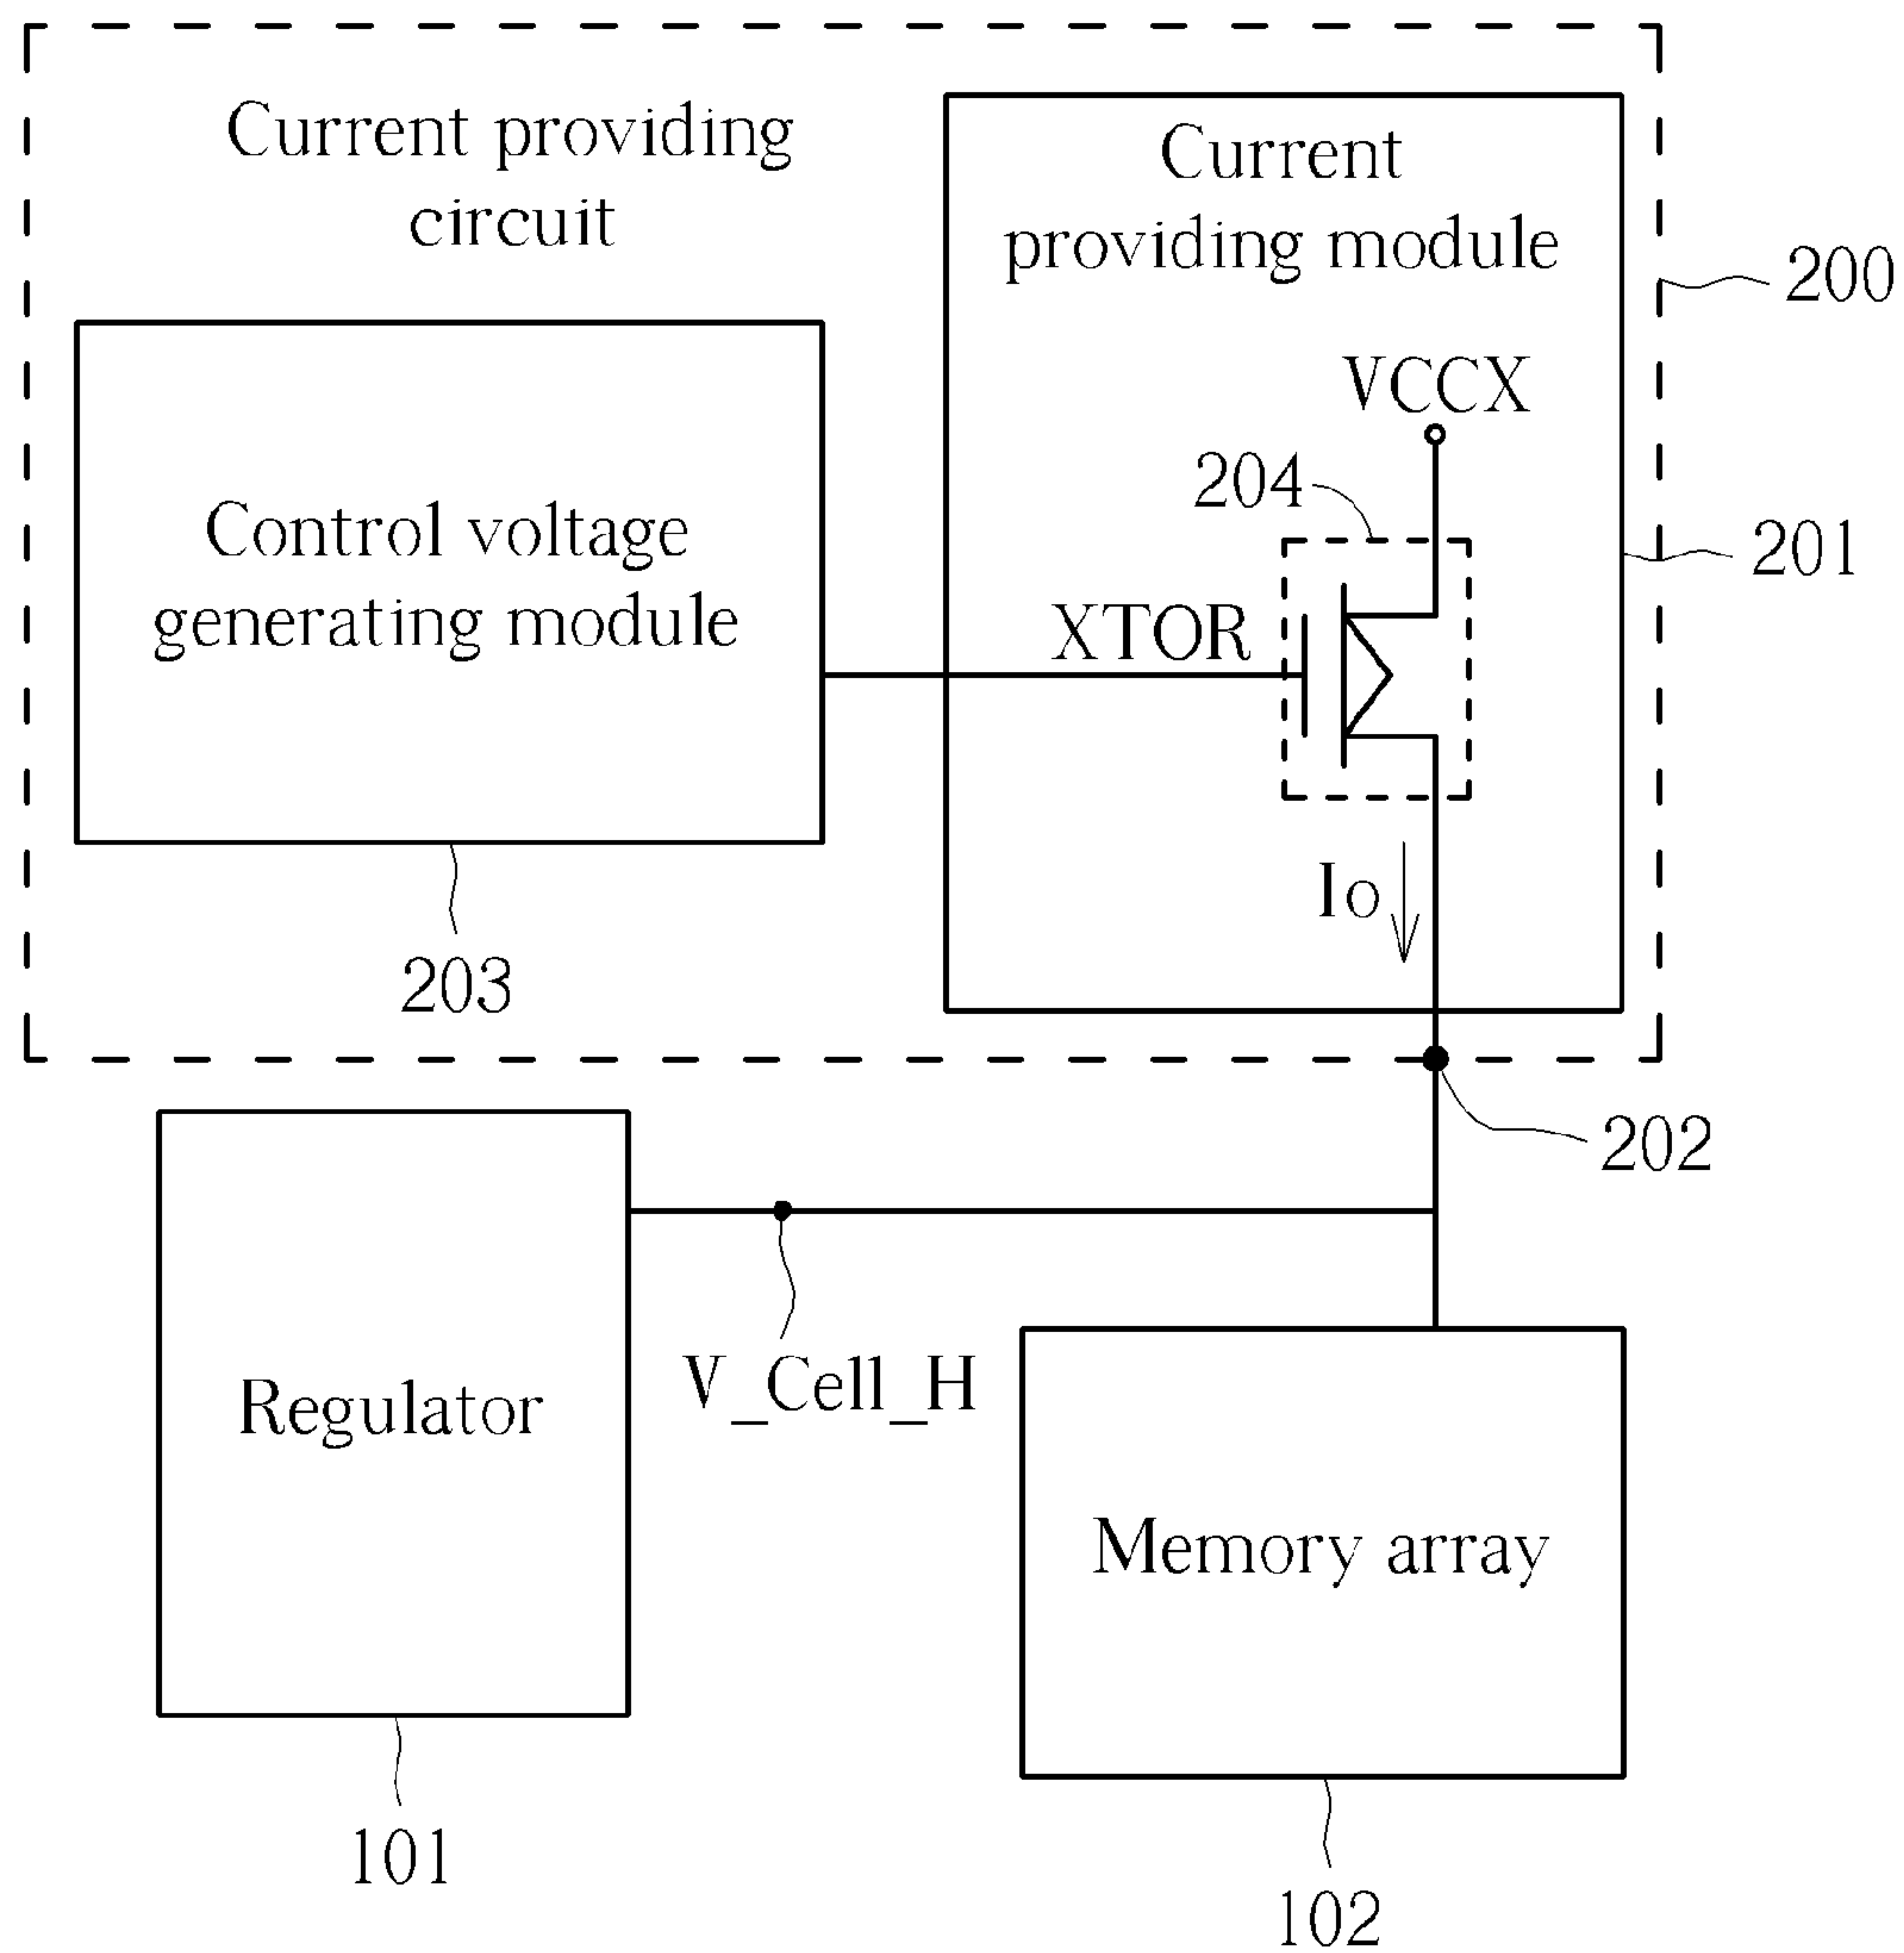 Current providing
circuit
Current
providing module
200
VCCX
204
201
Control voltage
generating module
XTOR
Io
203
202
V_Cell_H
Regulator
Memory array
101
102